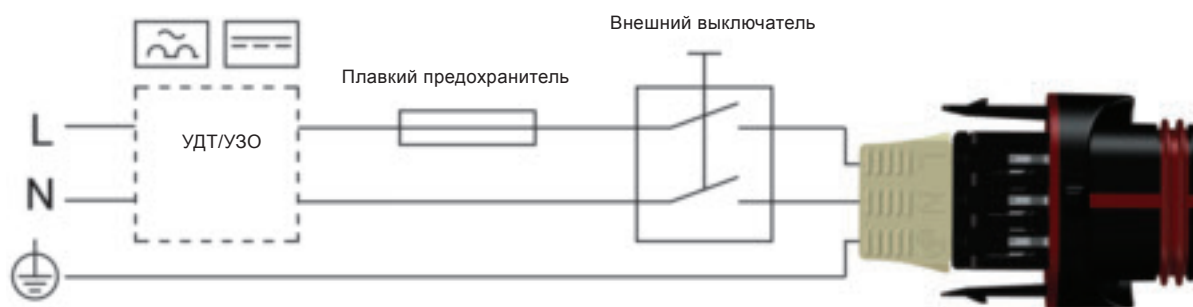 Внешний выключатель
Плавкий предохранитель
L
УДТ/УЗО
N